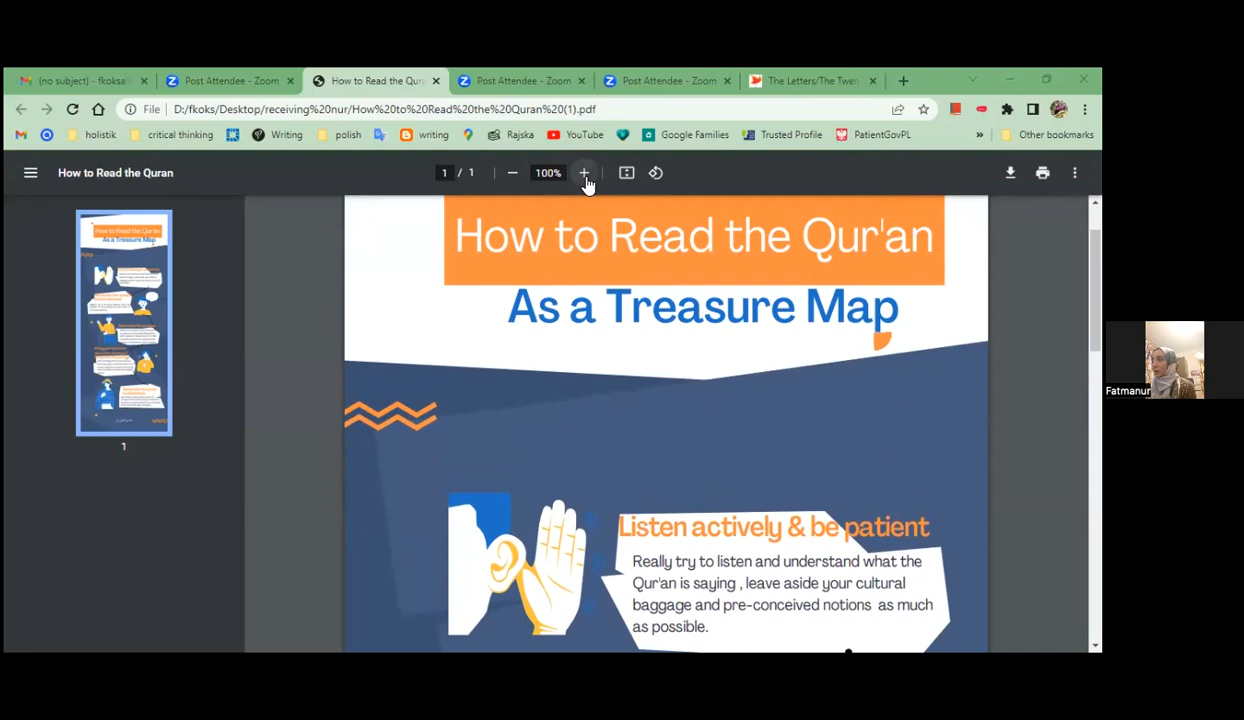 (no subject) - fkoksal
Post Attendee - Zoom
How to Read the Qur
Post Attendee - Zoom
Post Attendee - Zoom
The Letters/The Twen
File D:/fkoks/Desktop/receiving%20nur/How%20to%20Read%20the%20Quran%20(1).pdf
holistik
critical thinking
Writing
polish
writing
Rajska
YouTube
Google Families
Trusted Profile
PatientGovPL
»
Other bookmarks
How to Read the Quran
1 / 1
100%
1
How to Read the Qur'an
As a Treasure Map
Listen actively & be patient
Really try to listen and understand what the
Qur'an is saying , leave aside your cultural
baggage and pre-conceived notions as much
as possible.
Fatmanur